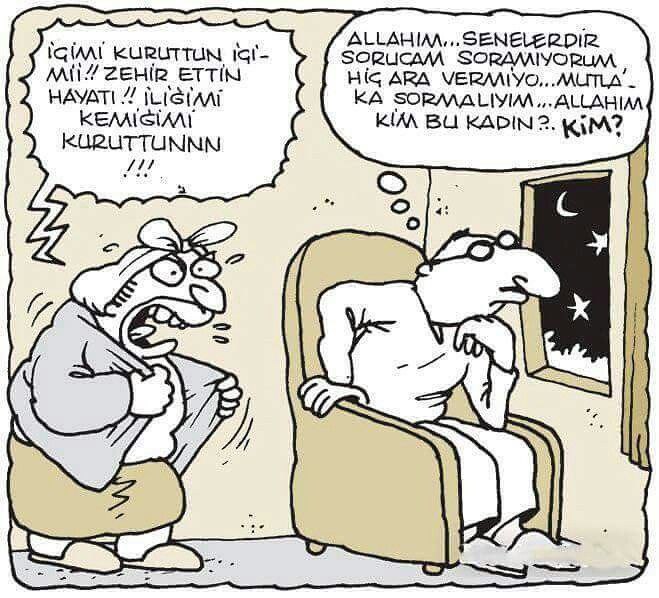 İÇİMİ KURUTTUN İÇİ-
Mİİ!! ZEHİR ETTİN
HAYATI!! İLİĞİMİ
KEMİĞİMİ
KURUTTUNNN
!!!
ALLAHIM...SENELERDİR
SORUCAM SORAMIYORUM,
HİÇ ARA VERMİYO...MUTLA-
KA SORMALIYIM...ALLAHIM
KİM BU KADIN?. KİM?